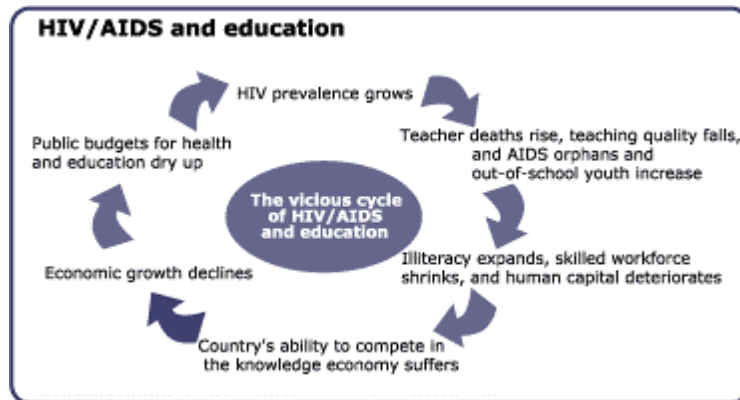 HIV/AIDS and education
HIV prevalence grows
Teacher deaths rise, teaching quality falls,
and AIDS orphans and
out-of-school youth increase
Illiteracy expands, skilled workforce
shrinks, and human capital deteriorates
Country's ability to compete in
the knowledge economy suffers
Economic growth declines
Public budgets for health
and education dry up
The vicious cycle
of HIV/AIDS
and education